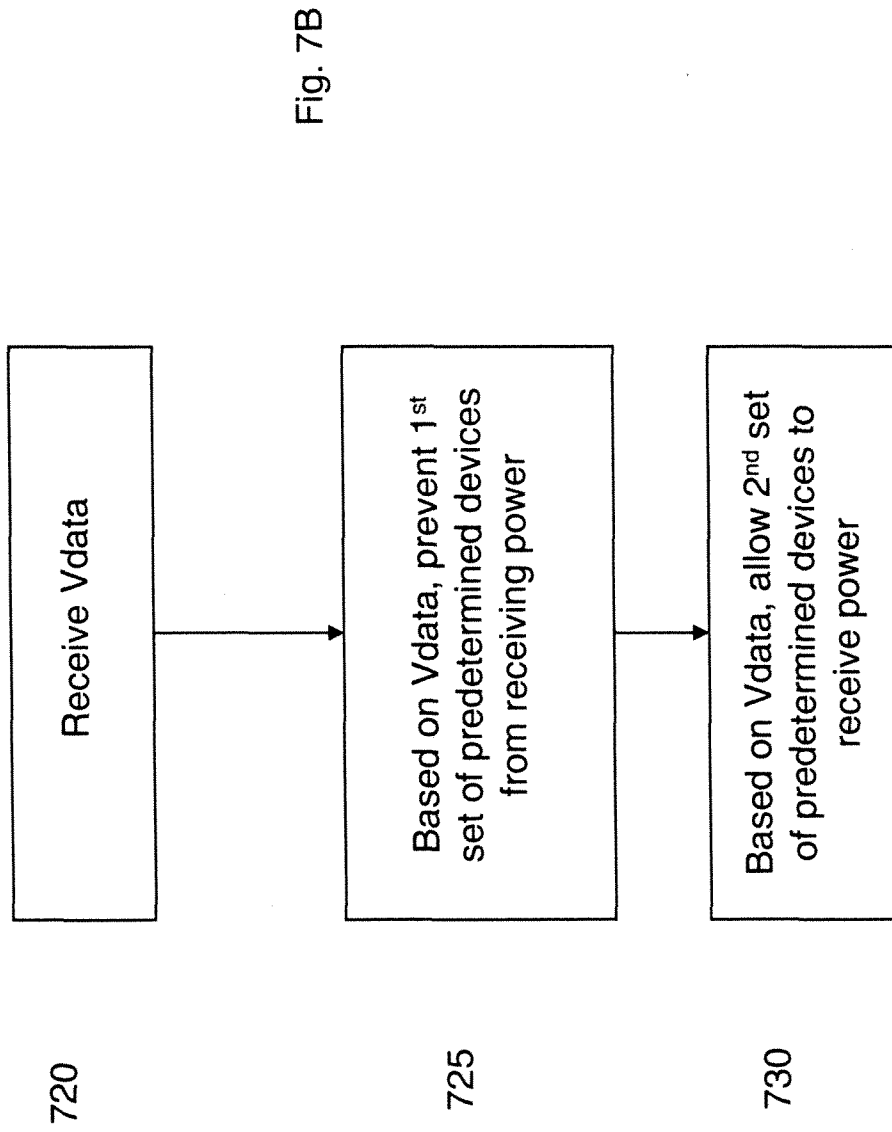 720
Receive Vdata
725
Based on Vdata, prevent 1st
set of predetermined devices
from receiving power
730
Based on Vdata, allow 2nd set
of predetermined devices to
receive power
Fig. 7B